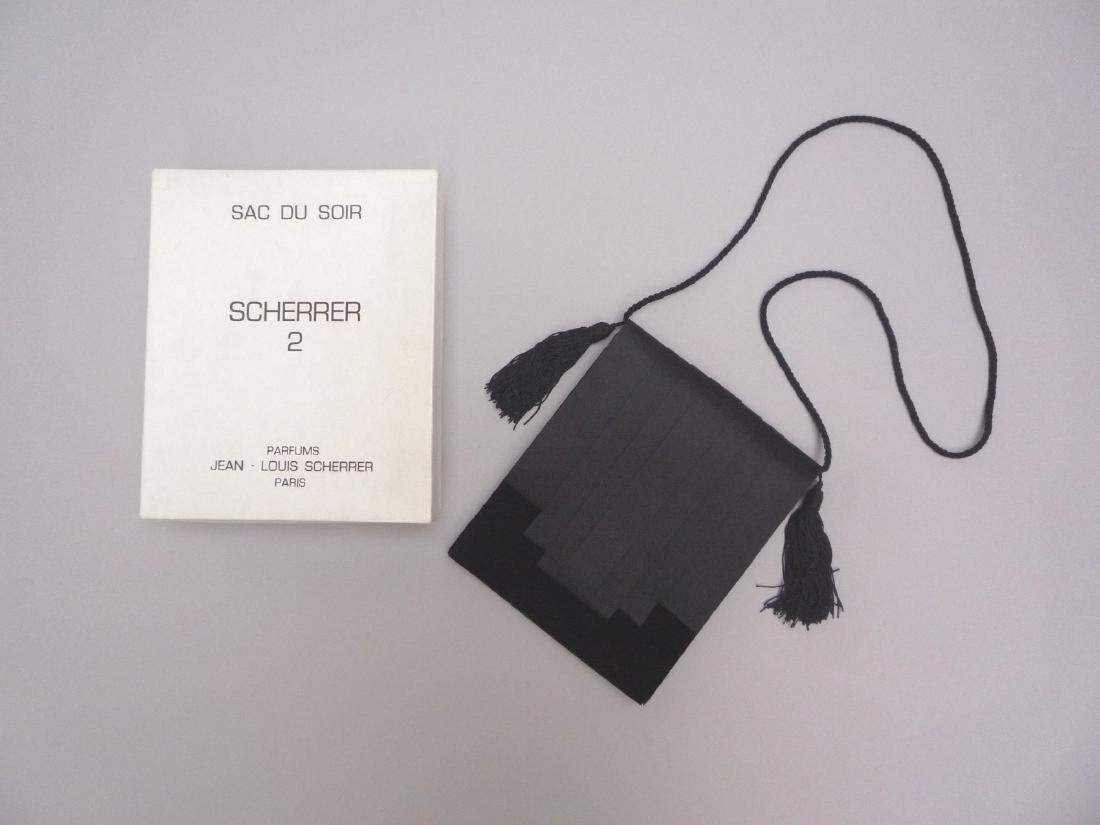 SAC DU SOIR
SCHERRER
2
PARFUMS
JEAN - LOUIS SCHERRER
PARIS